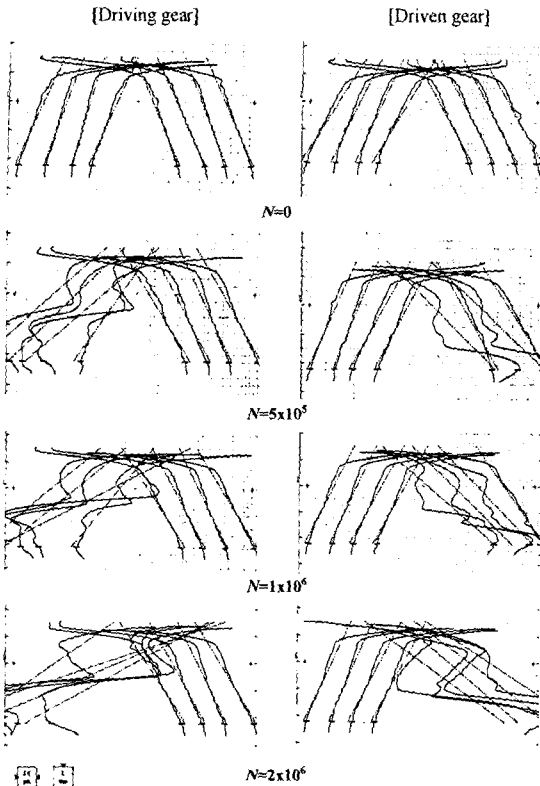 [Driving gear] [Driven gear]
N=0
N=5x10⁵
N=1x10⁶
N=2x10⁶